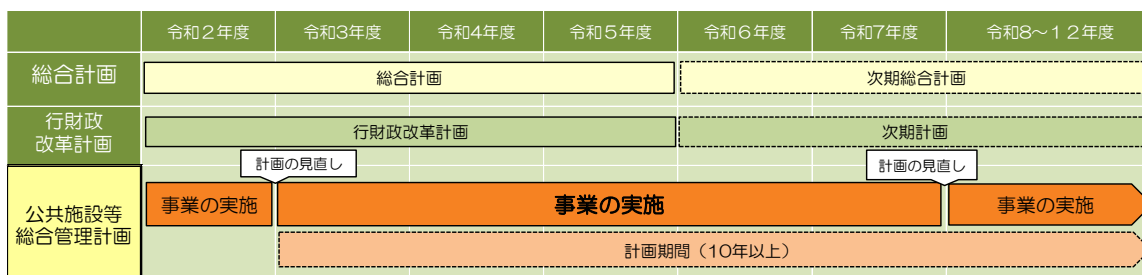 令和２年度 令和3年度 令和4年度 令和5年度 令和6年度 令和7年度 令和8～１２年度
総合計画 総合計画 次期総合計画
行財政
改革計画
行財政改革計画 次期計画
計画の見直し 計画の見直し
公共施設等
総合管理計画
事業の実施 事業の実施 事業の実施
計画期間（10年以上）